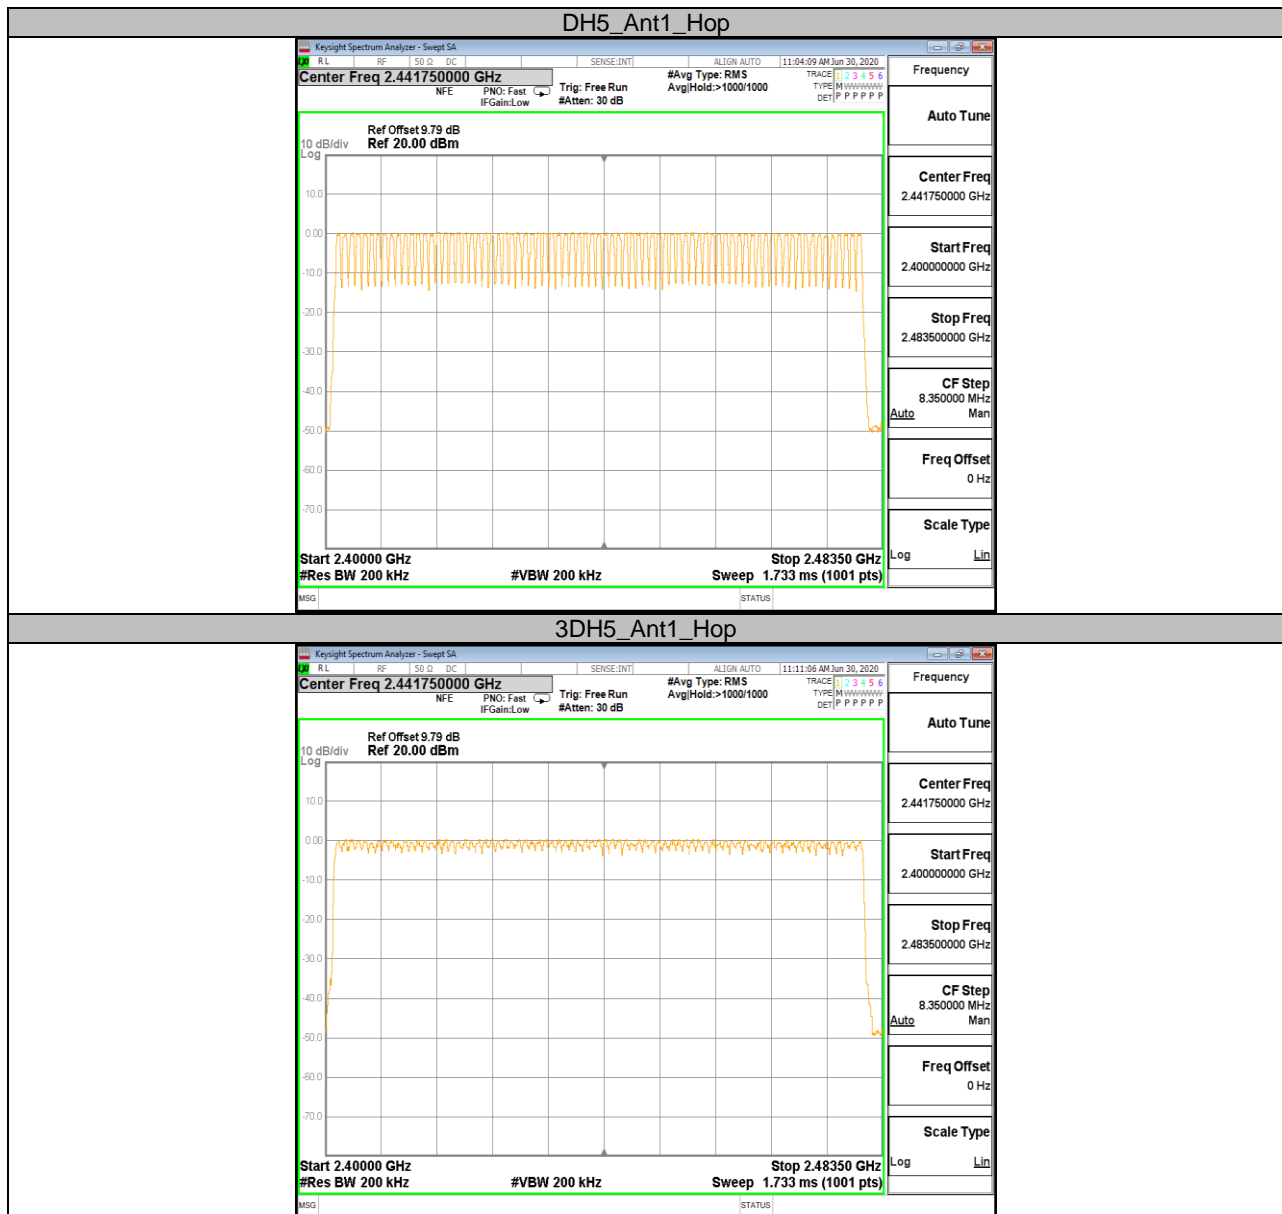 DH5_Ant1_Hop
Keysight Spectrum Analyzer - Swept SA
LXI RL RF 50 Ω DC SENSE:INT ALIGN AUTO 11:04:09 AM Jun 30, 2020
Center Freq 2.441750000 GHz
NFE PNO: Fast IFGain:Low
Trig: Free Run
#Atten: 30 dB
#Avg Type: RMS
Avg|Hold:>1000/1000
TRACE 1 2 3 4 5 6
TYPE M WWWWW
DET P P P P P P
Ref Offset 9.79 dB
10 dB/div Ref 20.00 dBm
Log
10.0
0.00
-10.0
-20.0
-30.0
-40.0
-50.0
-60.0
-70.0
Start 2.40000 GHz Stop 2.48350 GHz
#Res BW 200 kHz #VBW 200 kHz Sweep 1.733 ms (1001 pts)
MSG STATUS
Frequency
Auto Tune
Center Freq
2.441750000 GHz
Start Freq
2.400000000 GHz
Stop Freq
2.483500000 GHz
CF Step
8.350000 MHz
Auto Man
Freq Offset
0 Hz
Scale Type
Log Lin
3DH5_Ant1_Hop
Keysight Spectrum Analyzer - Swept SA
LXI RL RF 50 Ω DC SENSE:INT ALIGN AUTO 11:11:06 AM Jun 30, 2020
Center Freq 2.441750000 GHz
NFE PNO: Fast IFGain:Low
Trig: Free Run
#Atten: 30 dB
#Avg Type: RMS
Avg|Hold:>1000/1000
TRACE 1 2 3 4 5 6
TYPE M WWWWW
DET P P P P P P
Ref Offset 9.79 dB
10 dB/div Ref 20.00 dBm
Log
10.0
0.00
-10.0
-20.0
-30.0
-40.0
-50.0
-60.0
-70.0
Start 2.40000 GHz Stop 2.48350 GHz
#Res BW 200 kHz #VBW 200 kHz Sweep 1.733 ms (1001 pts)
MSG STATUS
Frequency
Auto Tune
Center Freq
2.441750000 GHz
Start Freq
2.400000000 GHz
Stop Freq
2.483500000 GHz
CF Step
8.350000 MHz
Auto Man
Freq Offset
0 Hz
Scale Type
Log Lin